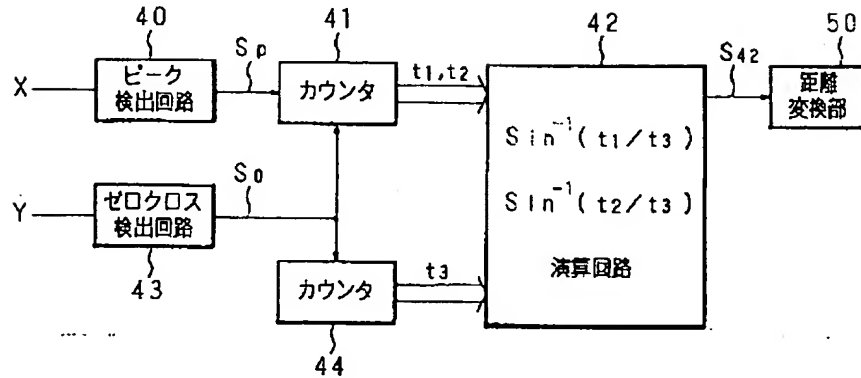 40
41
42
50
X
ピーク
検出回路
Sp
カウンタ
t1,t2
Sin⁻¹(t1/t3)
Sin⁻¹(t2/t3)
演算回路
S42
距離
変換部
Y
ゼロクロス
検出回路
S0
43
カウンタ
t3
44